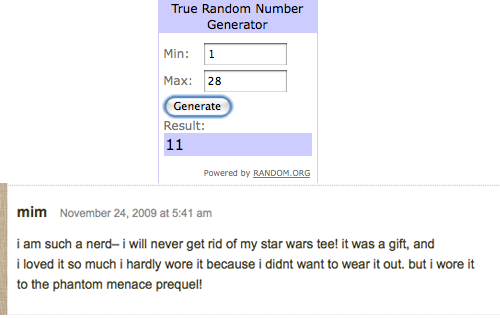 True Random Number
Generator
Min: 1
Max: 28
Generate
Result:
11
Powered by RANDOM.ORG
mim November 24, 2009 at 5:41 am
i am such a nerd– i will never get rid of my star wars tee! it was a gift, and
i loved it so much i hardly wore it because i didnt want to wear it out. but i wore it
to the phantom menace prequel!